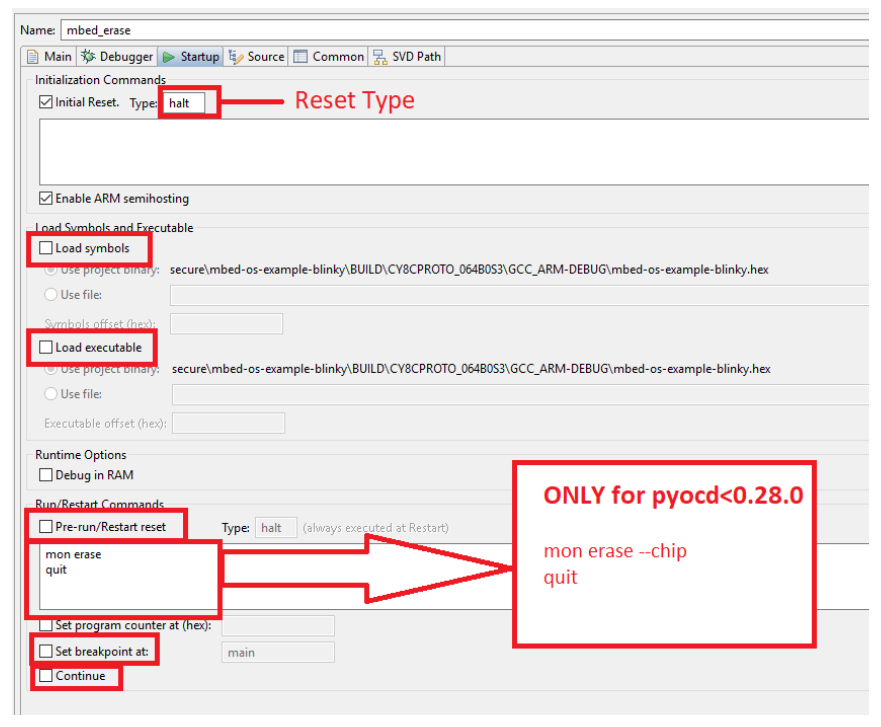 Name: mbed_erase
Main Debugger Startup Source Common SVD Path
Initialization Commands
Initial Reset. Type: halt Reset Type
Enable ARM semihosting
Load Symbols and Executable
Load symbols
Use project binary: secure\mbed-os-example-blinky\BUILD\CY8CPROTO_064B0S3\GCC_ARM-DEBUG\mbed-os-example-blinky.hex
Use file:
Symbols offset (hex):
Load executable
Use project binary: secure\mbed-os-example-blinky\BUILD\CY8CPROTO_064B0S3\GCC_ARM-DEBUG\mbed-os-example-blinky.hex
Use file:
Executable offset (hex):
Runtime Options
Debug in RAM
Run/Restart Commands
Pre-run/Restart reset Type: halt (always executed at Restart)
mon erase
quit
ONLY for pyocd<0.28.0
mon erase --chip
quit
Set program counter at (hex):
Set breakpoint at: main
Continue